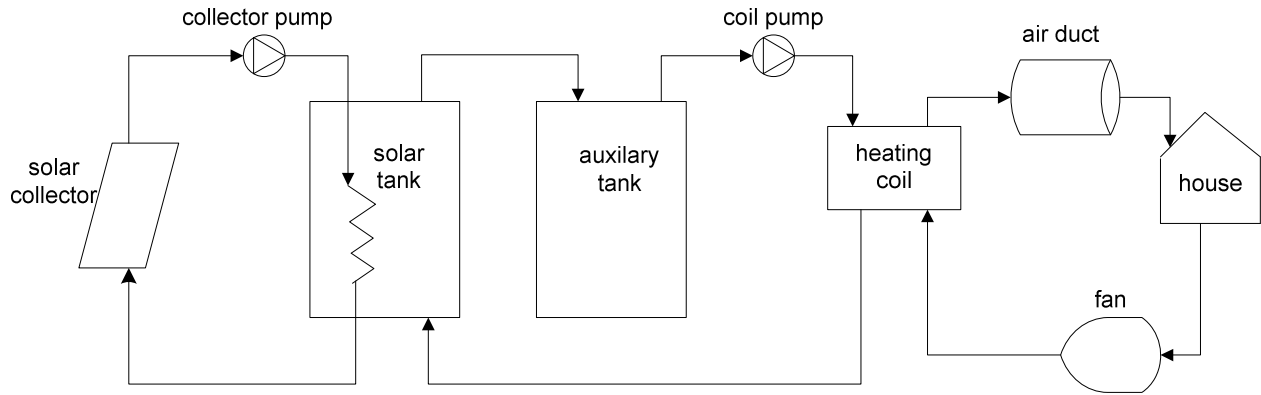 collector pump
coil pump
air duct
solar
collector
solar
tank
auxilary
tank
heating
coil
house
fan